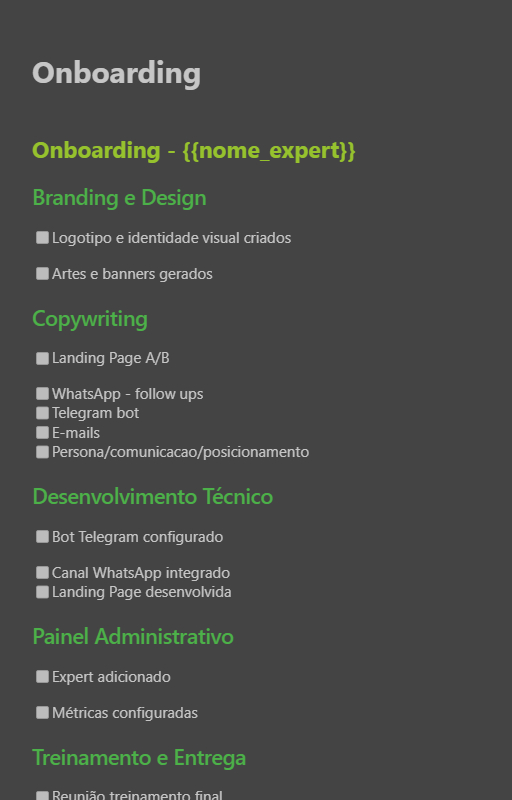 Onboarding
Onboarding - {{nome_expert}}
Branding e Design
Logotipo e identidade visual criados
Artes e banners gerados
Copywriting
Landing Page A/B
WhatsApp - follow ups
Telegram bot
E-mails
Persona/comunicacao/posicionamento
Desenvolvimento Técnico
Bot Telegram configurado
Canal WhatsApp integrado
Landing Page desenvolvida
Painel Administrativo
Expert adicionado
Métricas configuradas
Treinamento e Entrega
Reunião treinamento final